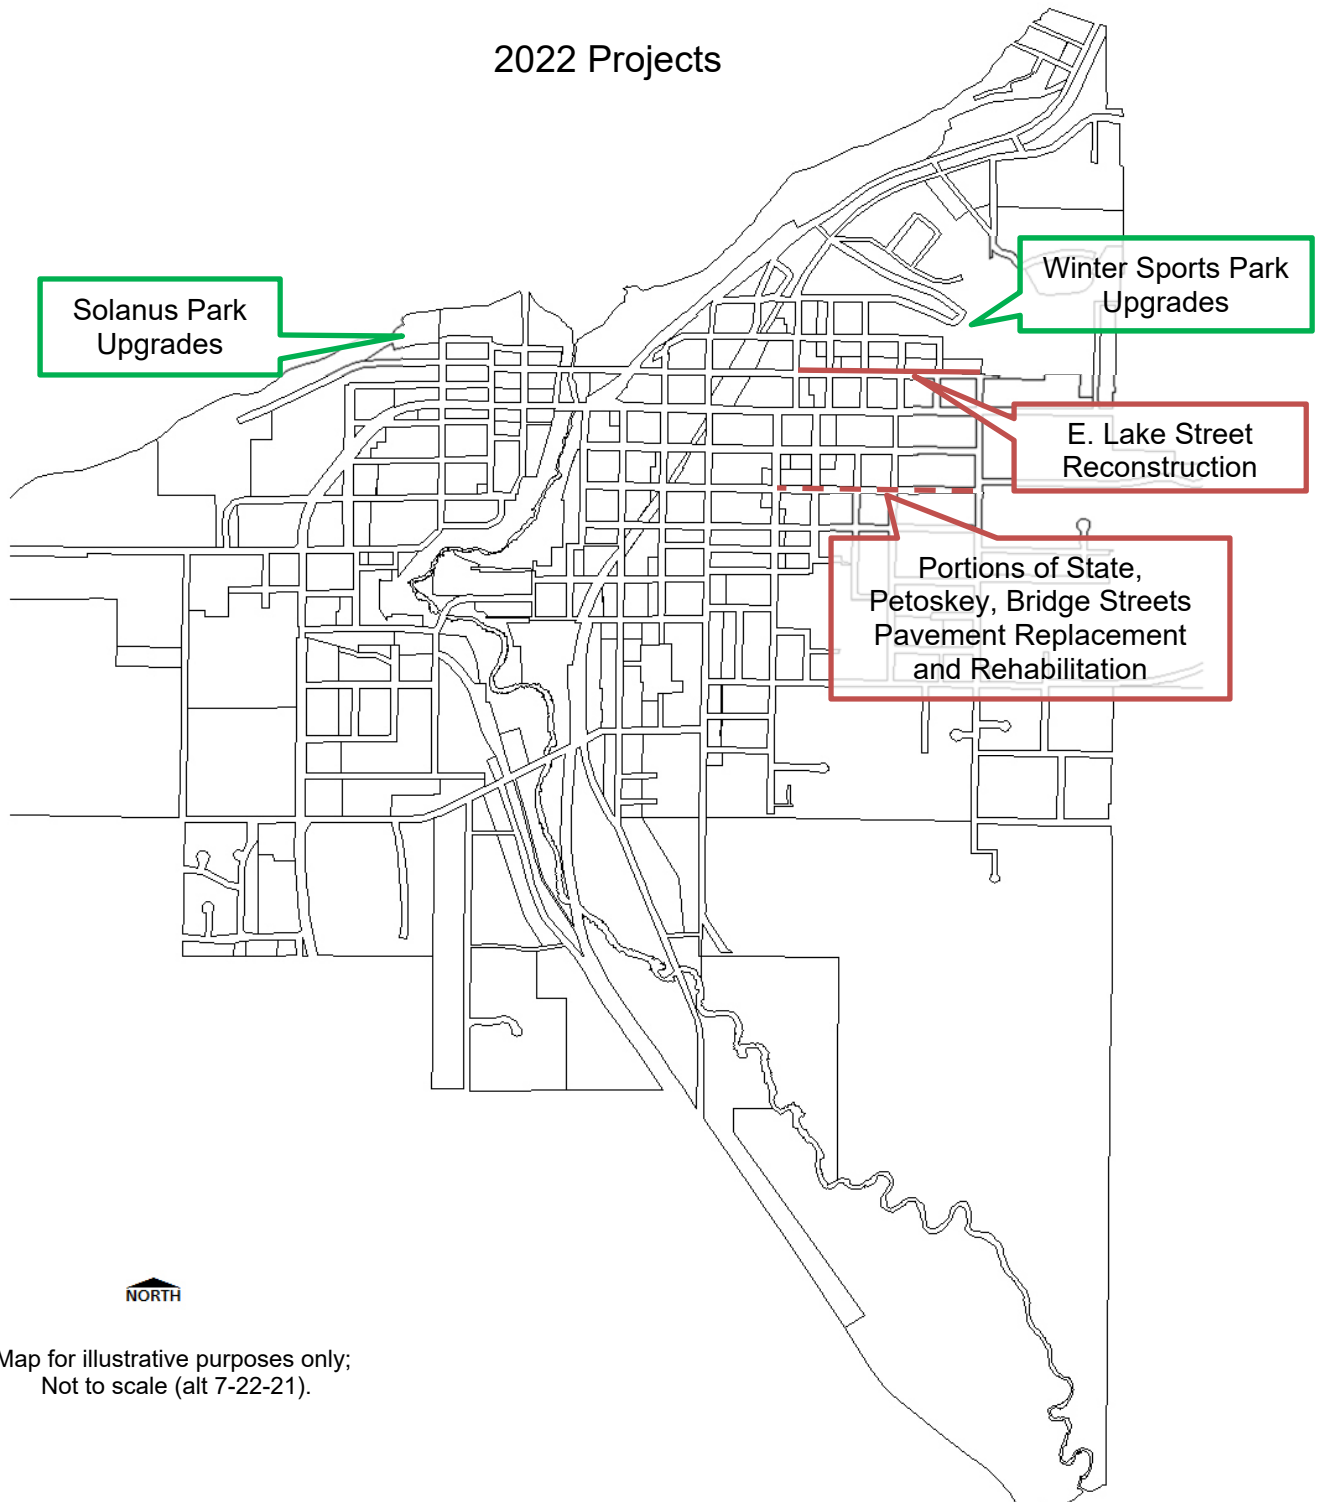 2022 Projects
Solanus Park
Upgrades
Winter Sports Park
Upgrades
E. Lake Street
Reconstruction
Portions of State,
Petoskey, Bridge Streets
Pavement Replacement
and Rehabilitation
NORTH
Map for illustrative purposes only;
Not to scale (alt 7-22-21).